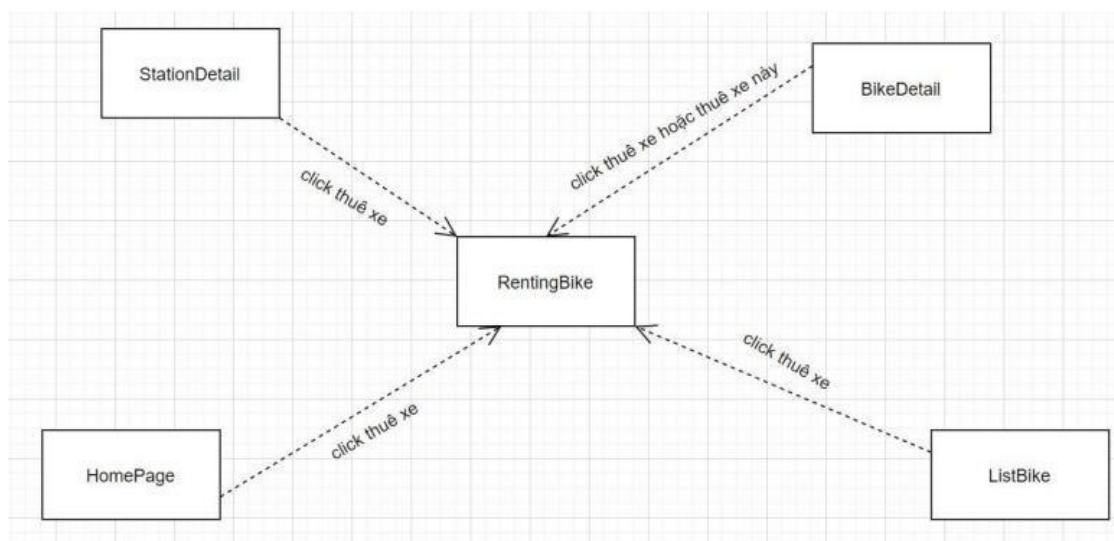 StationDetail
BikeDetail
click thuê xe hoặc thuê xe này
click thuê xe
RentingBike
click thuê xe
click thuê xe
HomePage
ListBike